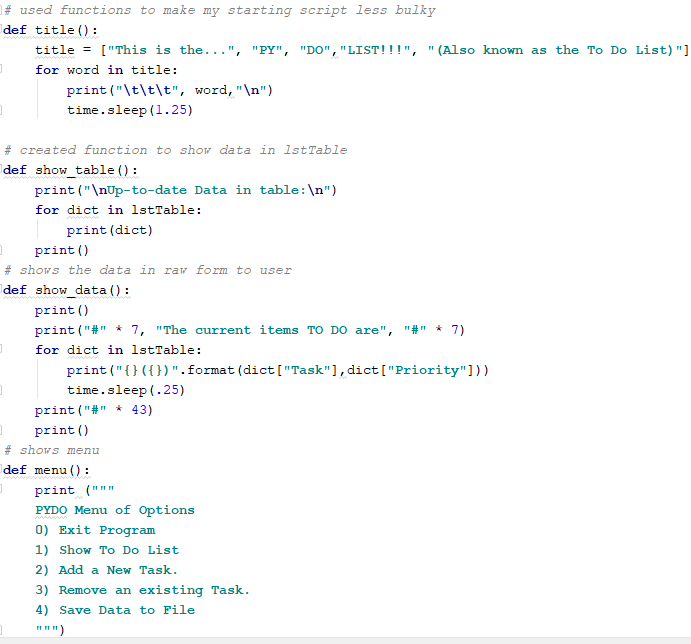 # used functions to make my starting script less bulky
def title():
    title = ["This is the...", "PY", "DO","LIST!!!", "(Also known as the To Do List)"]
    for word in title:
        print("\t\t\t", word,"\n")
        time.sleep(1.25)

# created function to show data in lstTable
def show_table():
    print("\nUp-to-date Data in table:\n")
    for dict in lstTable:
        print(dict)
    print()
# shows the data in raw form to user
def show_data():
    print()
    print("#" * 7, "The current items TO DO are", "#" * 7)
    for dict in lstTable:
        print("{}({})".format(dict["Task"],dict["Priority"]))
        time.sleep(.25)
    print("#" * 43)
    print()
# shows menu
def menu():
    print ("""
    PYDO Menu of Options
    0) Exit Program
    1) Show To Do List
    2) Add a New Task.
    3) Remove an existing Task.
    4) Save Data to File
    """)